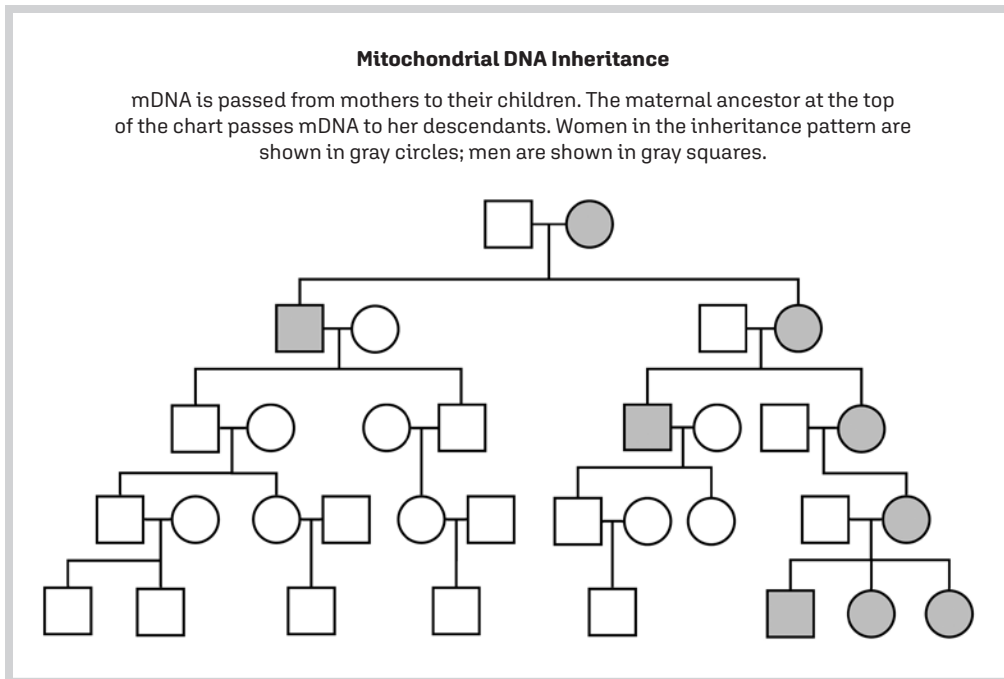 Mitochondrial DNA Inheritance
mDNA is passed from mothers to their children. The maternal ancestor at the top
of the chart passes mDNA to her descendants. Women in the inheritance pattern are
shown in gray circles; men are shown in gray squares.